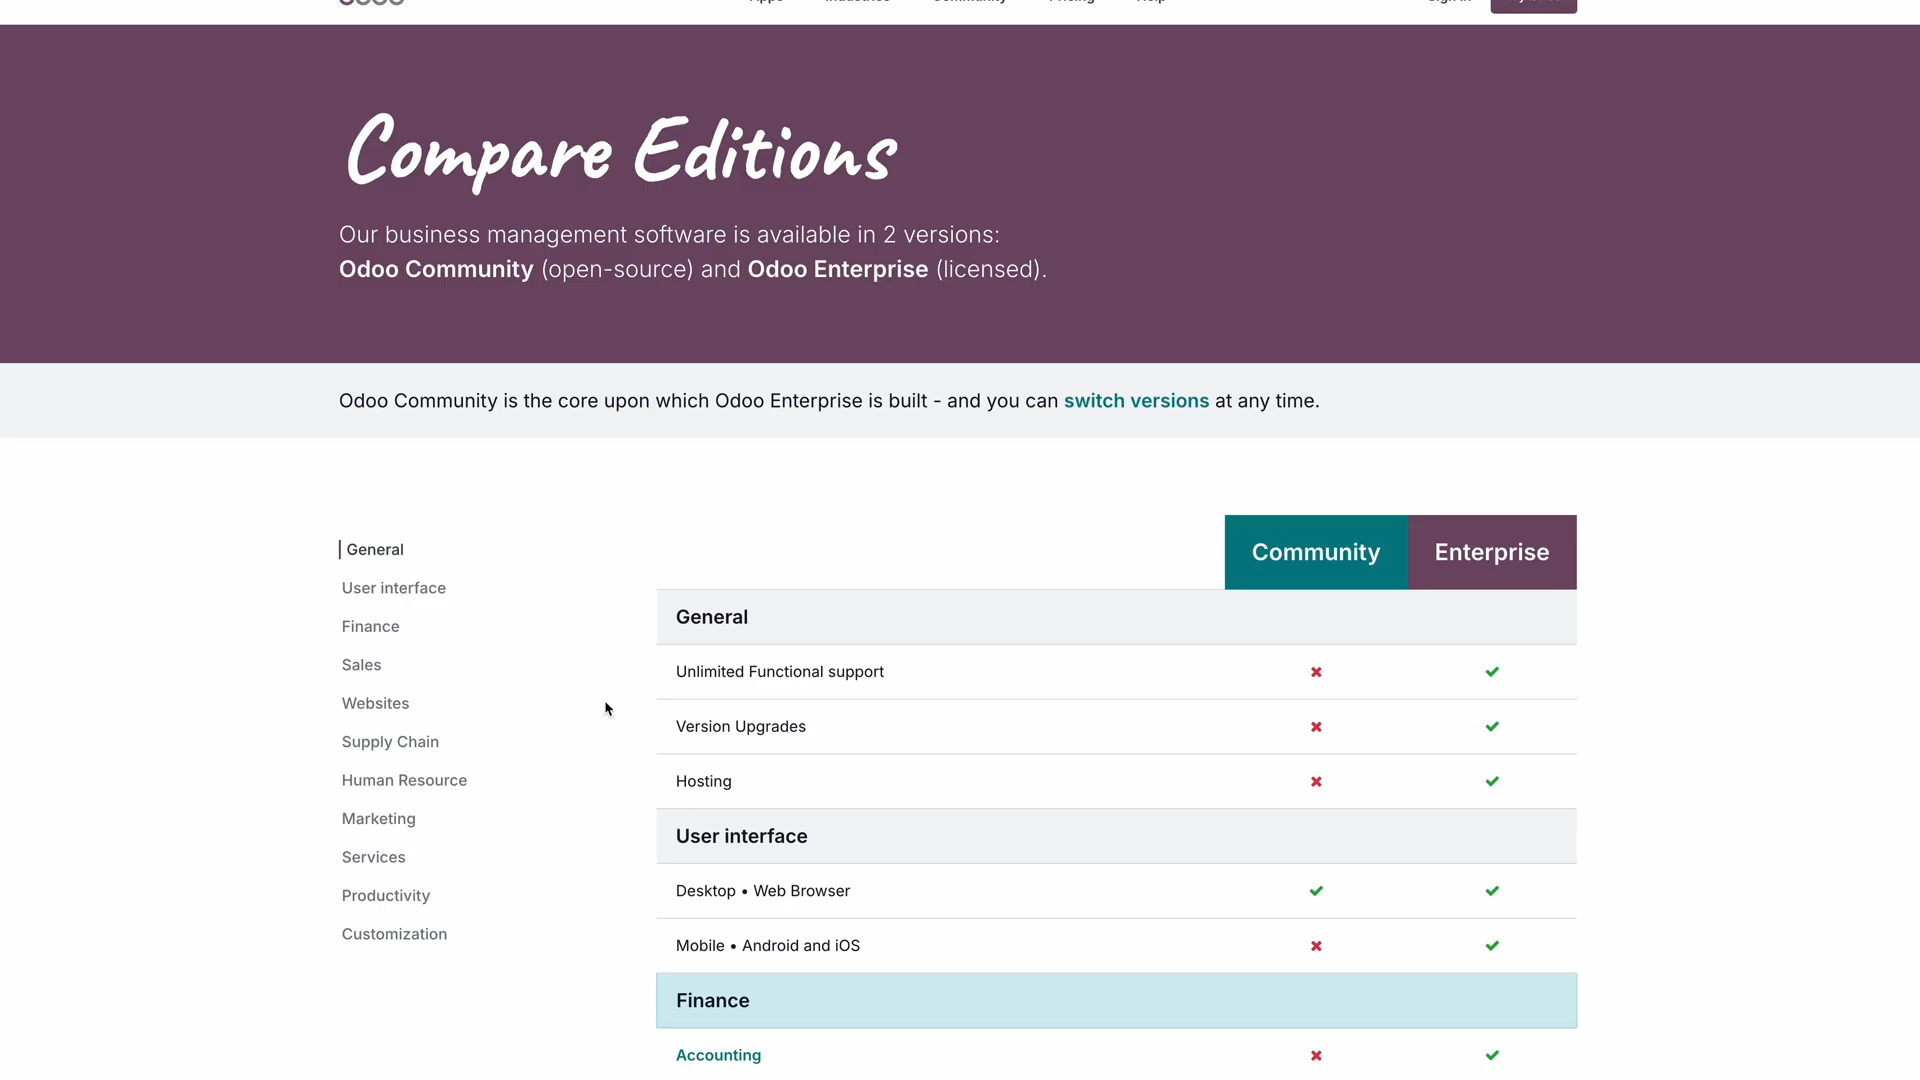 Compare Editions
Our business management software is available in 2 versions:
Odoo Community (open-source) and Odoo Enterprise (licensed).
Odoo Community is the core upon which Odoo Enterprise is built - and you can switch versions at any time.
General
User interface
Finance
Sales
Websites
Supply Chain
Human Resource
Marketing
Services
Productivity
Customization
Community Enterprise
General
Unlimited Functional support
Version Upgrades
Hosting
User interface
Desktop • Web Browser
Mobile • Android and iOS
Finance
Accounting